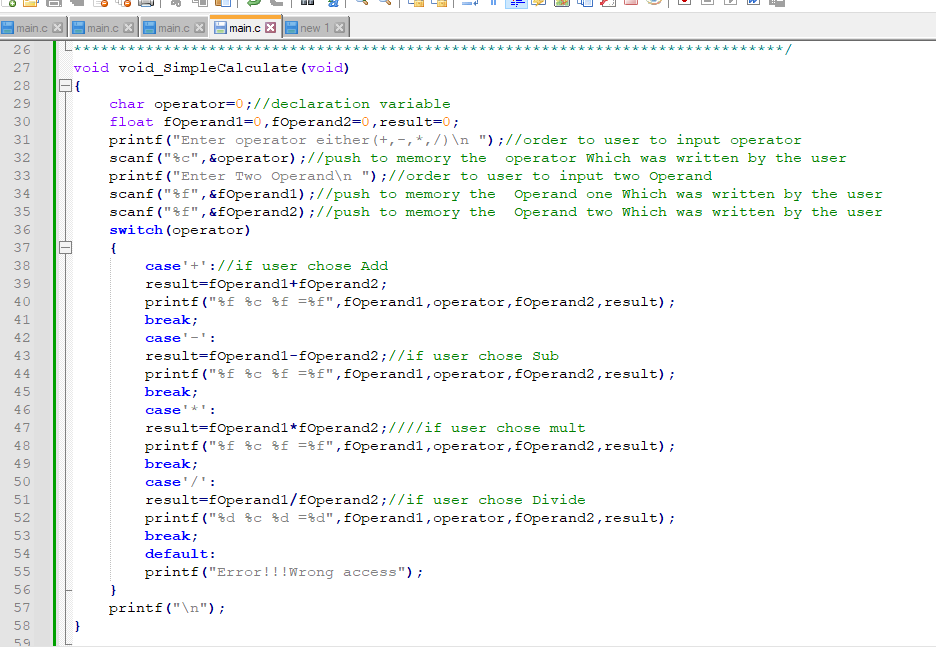 main.c main.c main.c main.c new 1
26 ******************************************************************************/
27 void void_SimpleCalculate(void)
28 {
29 char operator=0;//declaration variable
30 float fOperand1=0,fOperand2=0,result=0;
31 printf("Enter operator either(+,-,*,/)\n ");//order to user to input operator
32 scanf("%c",&operator);//push to memory the  operator Which was written by the user
33 printf("Enter Two Operand\n ");//order to user to input two Operand
34 scanf("%f",&fOperand1);//push to memory the  Operand one Which was written by the user
35 scanf("%f",&fOperand2);//push to memory the  Operand two Which was written by the user
36 switch(operator)
37 {
38 case'+'://if user chose Add
39 result=fOperand1+fOperand2;
40 printf("%f %c %f =%f",fOperand1,operator,fOperand2,result);
41 break;
42 case'-':
43 result=fOperand1-fOperand2;//if user chose Sub
44 printf("%f %c %f =%f",fOperand1,operator,fOperand2,result);
45 break;
46 case'*':
47 result=fOperand1*fOperand2;////if user chose mult
48 printf("%f %c %f =%f",fOperand1,operator,fOperand2,result);
49 break;
50 case'/':
51 result=fOperand1/fOperand2;//if user chose Divide
52 printf("%d %c %d =%d",fOperand1,operator,fOperand2,result);
53 break;
54 default:
55 printf("Error!!!Wrong access");
56 }
57 printf("\n");
58 }
59